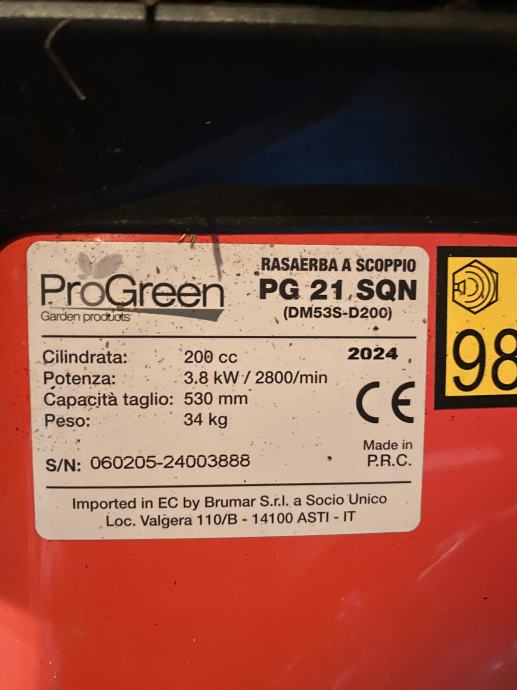 ProGreen
Garden products
RASAERBA A SCOPPIO
PG 21 SQN
(DM53S-D200)
Cilindrata: 200 cc
2024
Potenza: 3.8 kW / 2800/min
Capacità taglio: 530 mm
Peso: 34 kg
CE
S/N: 060205-24003888
Made in
P.R.C.
Imported in EC by Brumar S.r.l. a Socio Unico
Loc. Valgera 110/B - 14100 ASTI - IT
98